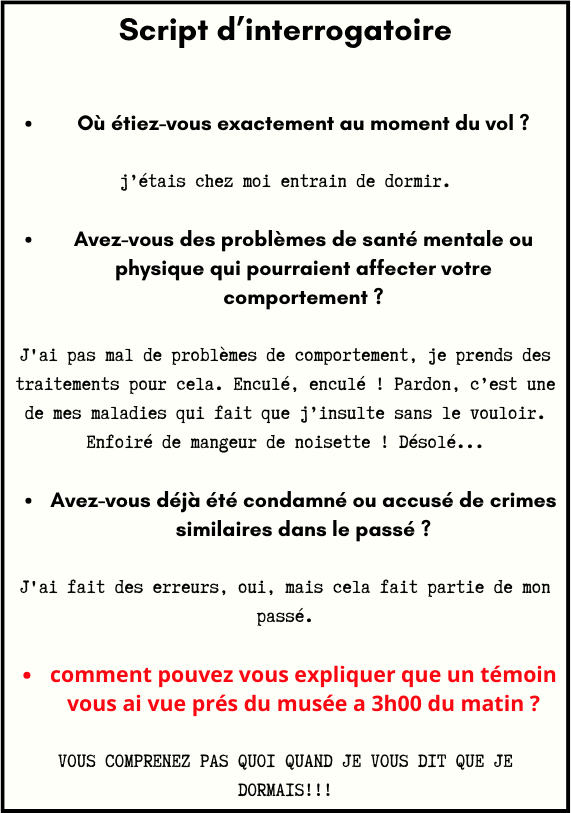 Script d’interrogatoire
• Où étiez-vous exactement au moment du vol ?
j’étais chez moi entrain de dormir.
• Avez-vous des problèmes de santé mentale ou
physique qui pourraient affecter votre
comportement ?
J'ai pas mal de problèmes de comportement, je prends des
traitements pour cela. Enculé, enculé ! Pardon, c’est une
de mes maladies qui fait que j’insulte sans le vouloir.
Enfoiré de mangeur de noisette ! Désolé...
• Avez-vous déjà été condamné ou accusé de crimes
similaires dans le passé ?
J'ai fait des erreurs, oui, mais cela fait partie de mon
passé.
• comment pouvez vous expliquer que un témoin
vous ai vue prés du musée a 3h00 du matin ?
VOUS COMPRENEZ PAS QUOI QUAND JE VOUS DIT QUE JE
DORMAIS!!!